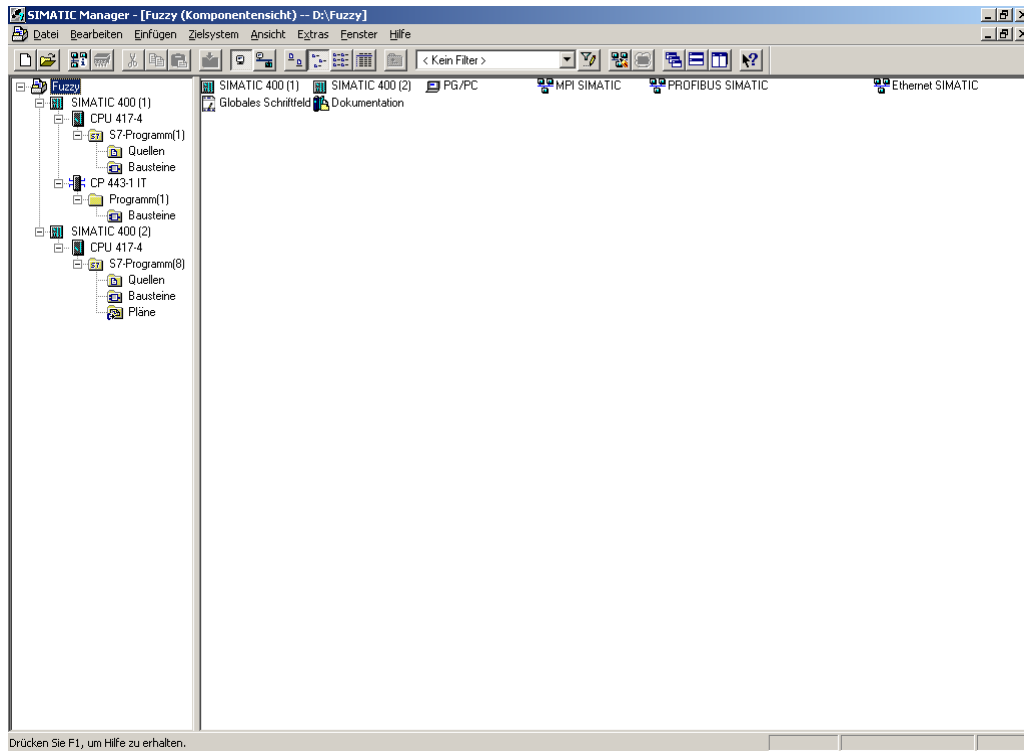 SIMATIC Manager - [Fuzzy (Komponentensicht) -- D:\Fuzzy]
Datei Bearbeiten Einfügen Zielsystem Ansicht Extras Fenster Hilfe
< Kein Filter >
Fuzzy
SIMATIC 400 (1)
CPU 417-4
S7-Programm(1)
Quellen
Bausteine
CP 443-1 IT
Programm(1)
Bausteine
SIMATIC 400 (2)
CPU 417-4
S7-Programm(8)
Quellen
Bausteine
Pläne
SIMATIC 400 (1) SIMATIC 400 (2) PG/PC MPI SIMATIC PROFIBUS SIMATIC Ethernet SIMATIC
Globales Schriftfeld Dokumentation
Drücken Sie F1, um Hilfe zu erhalten.